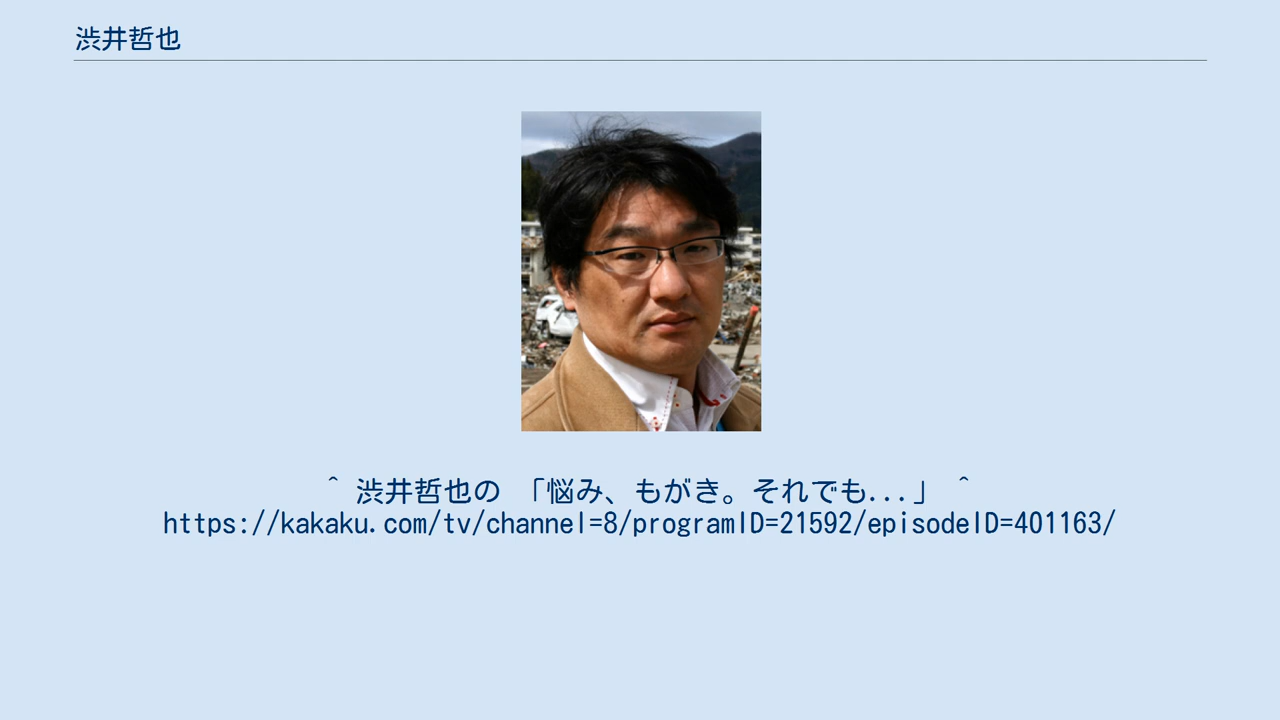 渋井哲也
^ 渋井哲也の 「悩み、もがき。それでも...」 ^
https://kakaku.com/tv/channel=8/programID=21592/episodeID=401163/